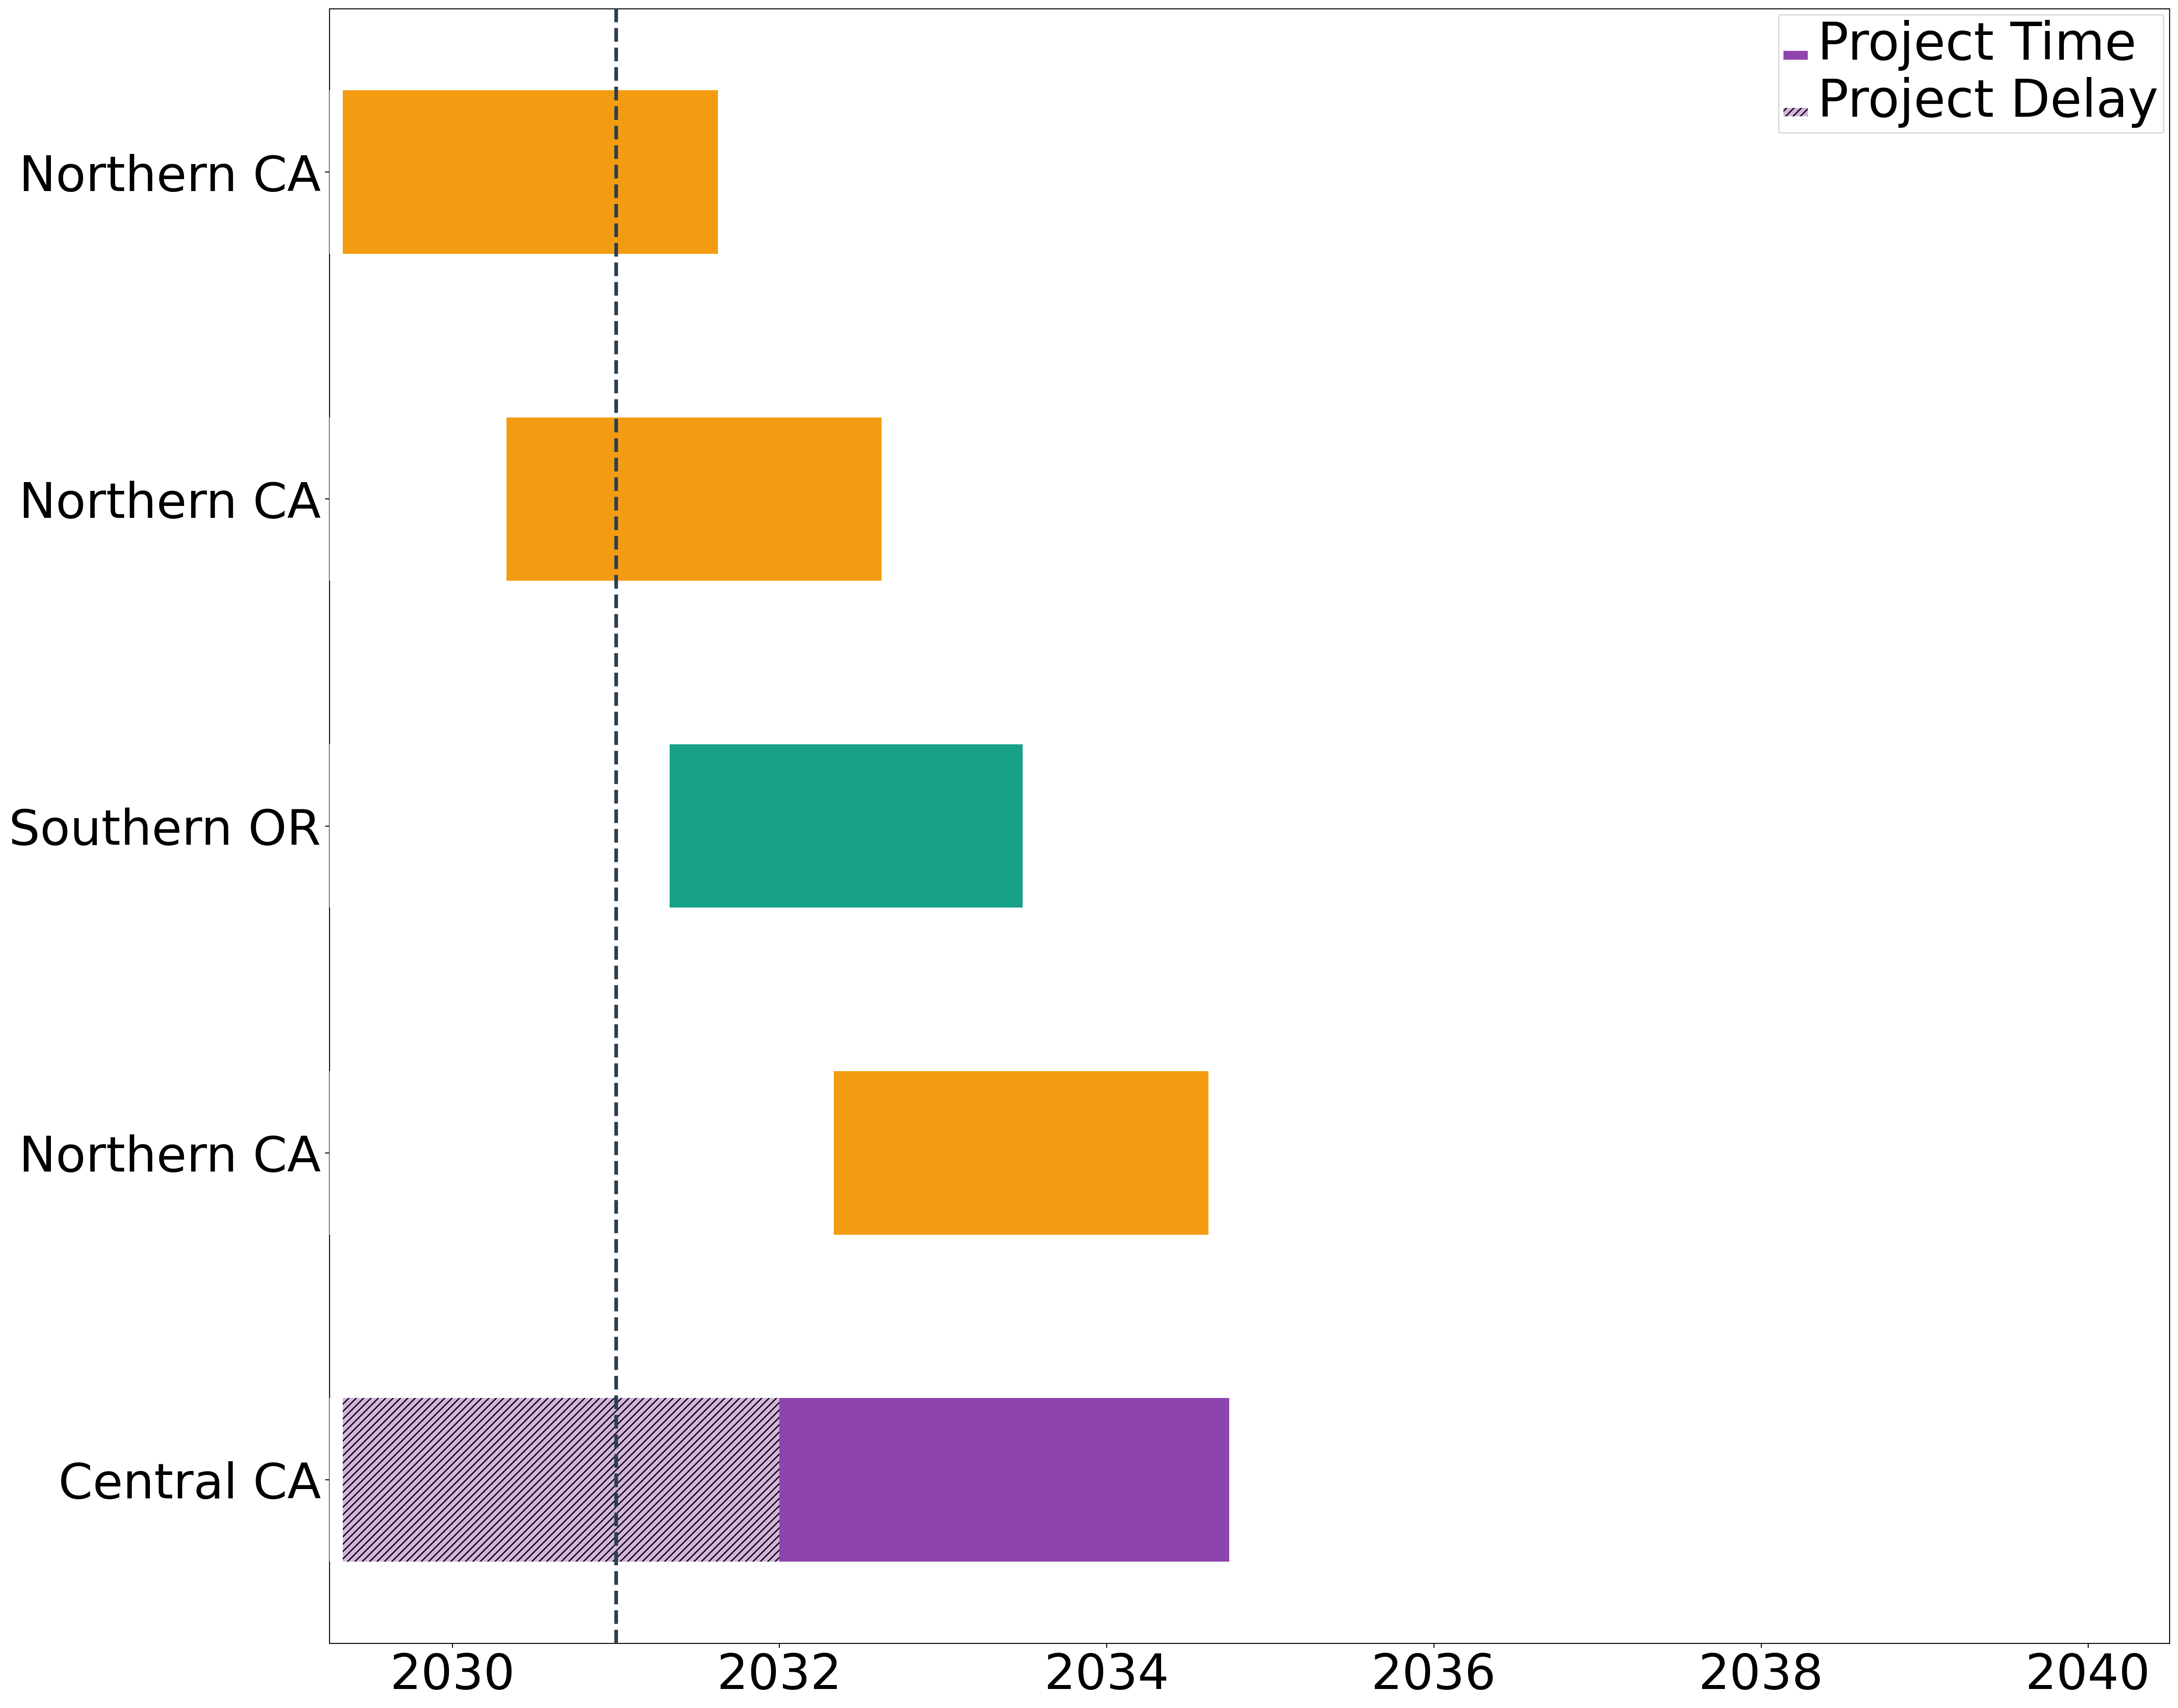 Project Time
Project Delay
Northern CA
Northern CA
Southern OR
Northern CA
Central CA
2030 2032 2034 2036 2038 2040